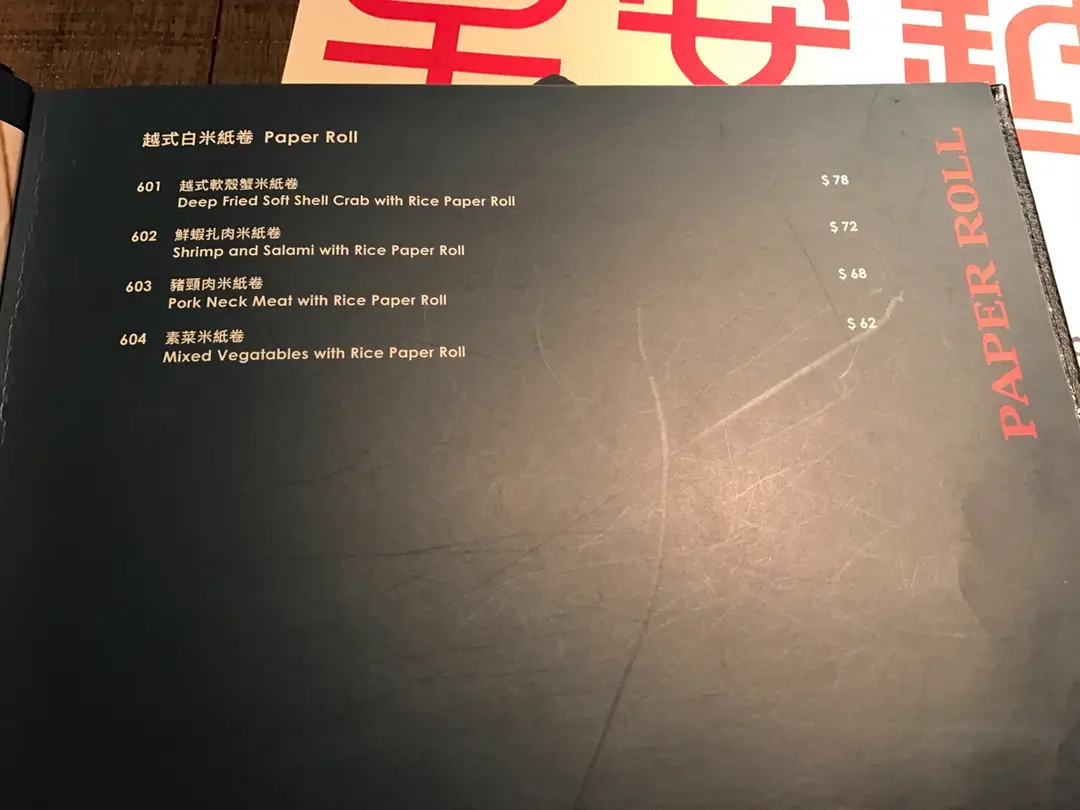 越式白米紙卷 Paper Roll
601 越式軟殼蟹米紙卷 $78
Deep Fried Soft Shell Crab with Rice Paper Roll
602 鮮蝦扎肉米紙卷 $72
Shrimp and Salami with Rice Paper Roll
603 豬頸肉米紙卷 $68
Pork Neck Meat with Rice Paper Roll
604 素菜米紙卷 $62
Mixed Vegatables with Rice Paper Roll
PAPER ROLL